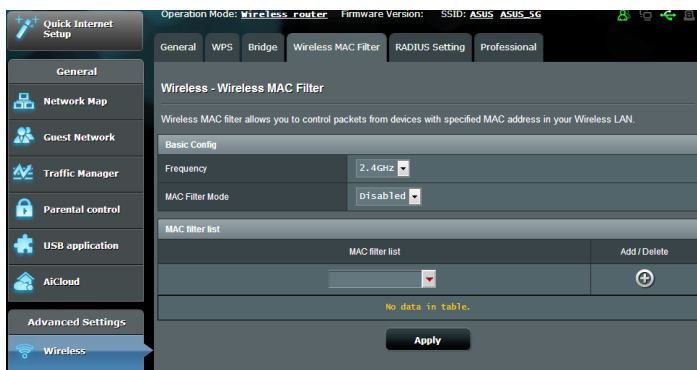 Quick Internet
Setup
Operation Mode: Wireless router Firmware Version: SSID: ASUS ASUS_5G
General WPS Bridge Wireless MAC Filter RADIUS Setting Professional
General
Network Map
Guest Network
Traffic Manager
Parental control
USB application
AiCloud
Advanced Settings
Wireless
Wireless - Wireless MAC Filter
Wireless MAC filter allows you to control packets from devices with specified MAC address in your Wireless LAN.
Basic Config
Frequency 2.4GHz
MAC Filter Mode Disabled
MAC filter list
MAC filter list Add / Delete
No data in table.
Apply